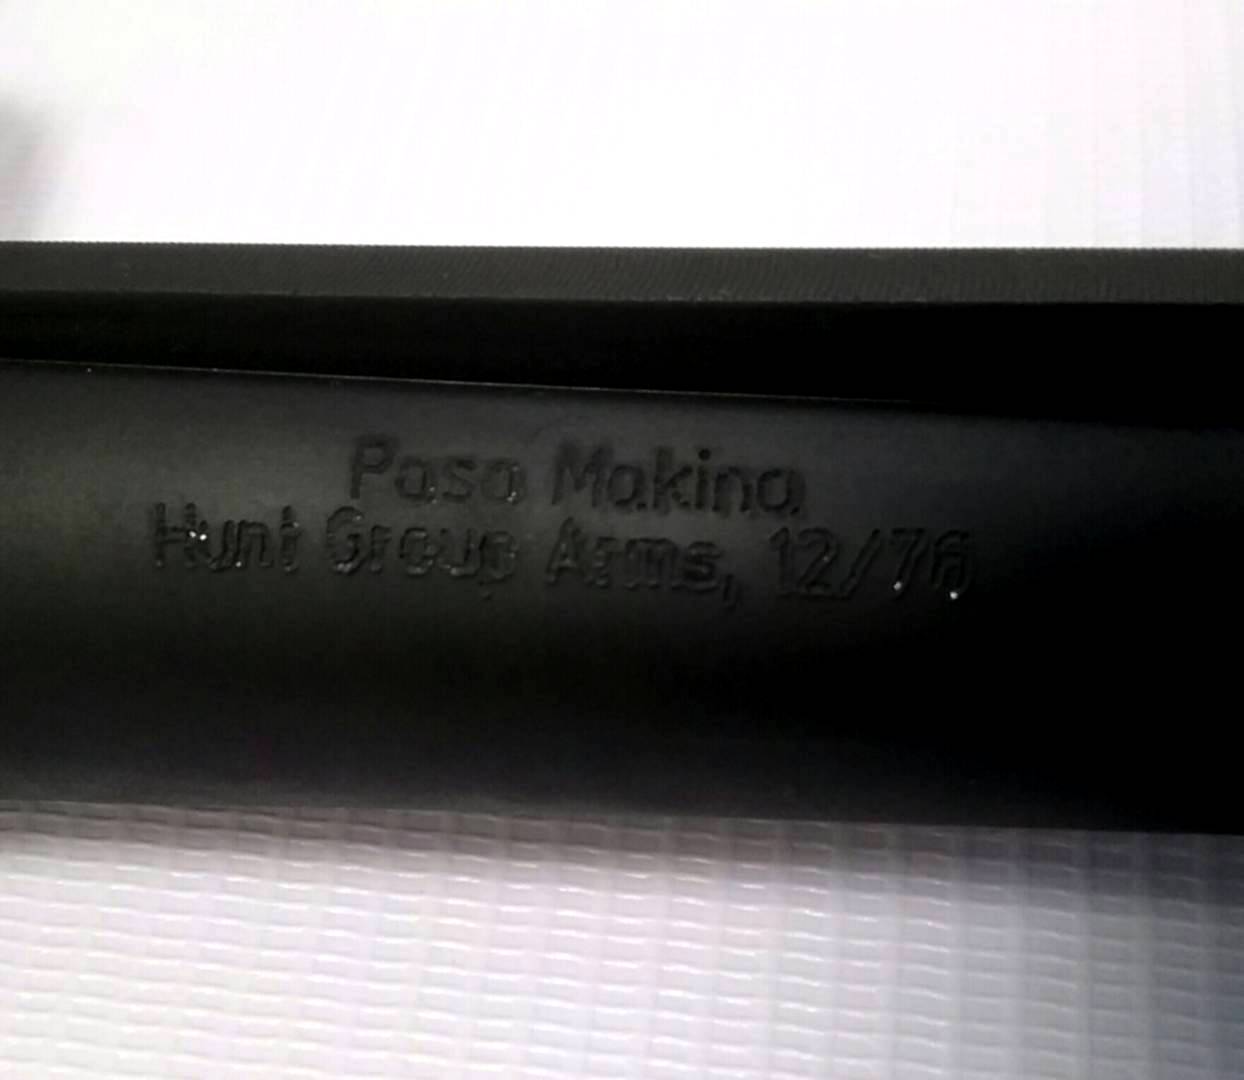 Pasa Makina
Hunt Group Arms, 12/76